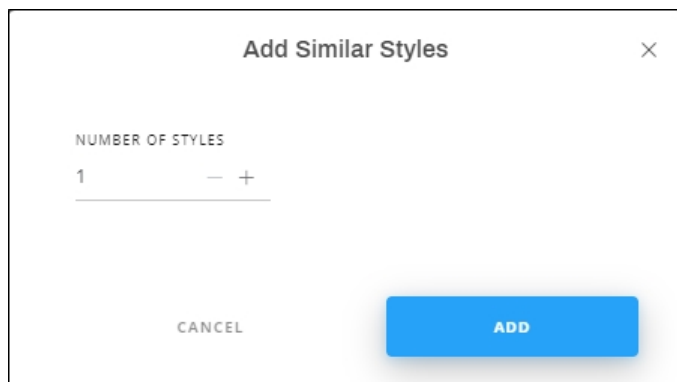 Add Similar Styles
NUMBER OF STYLES
1
CANCEL
ADD